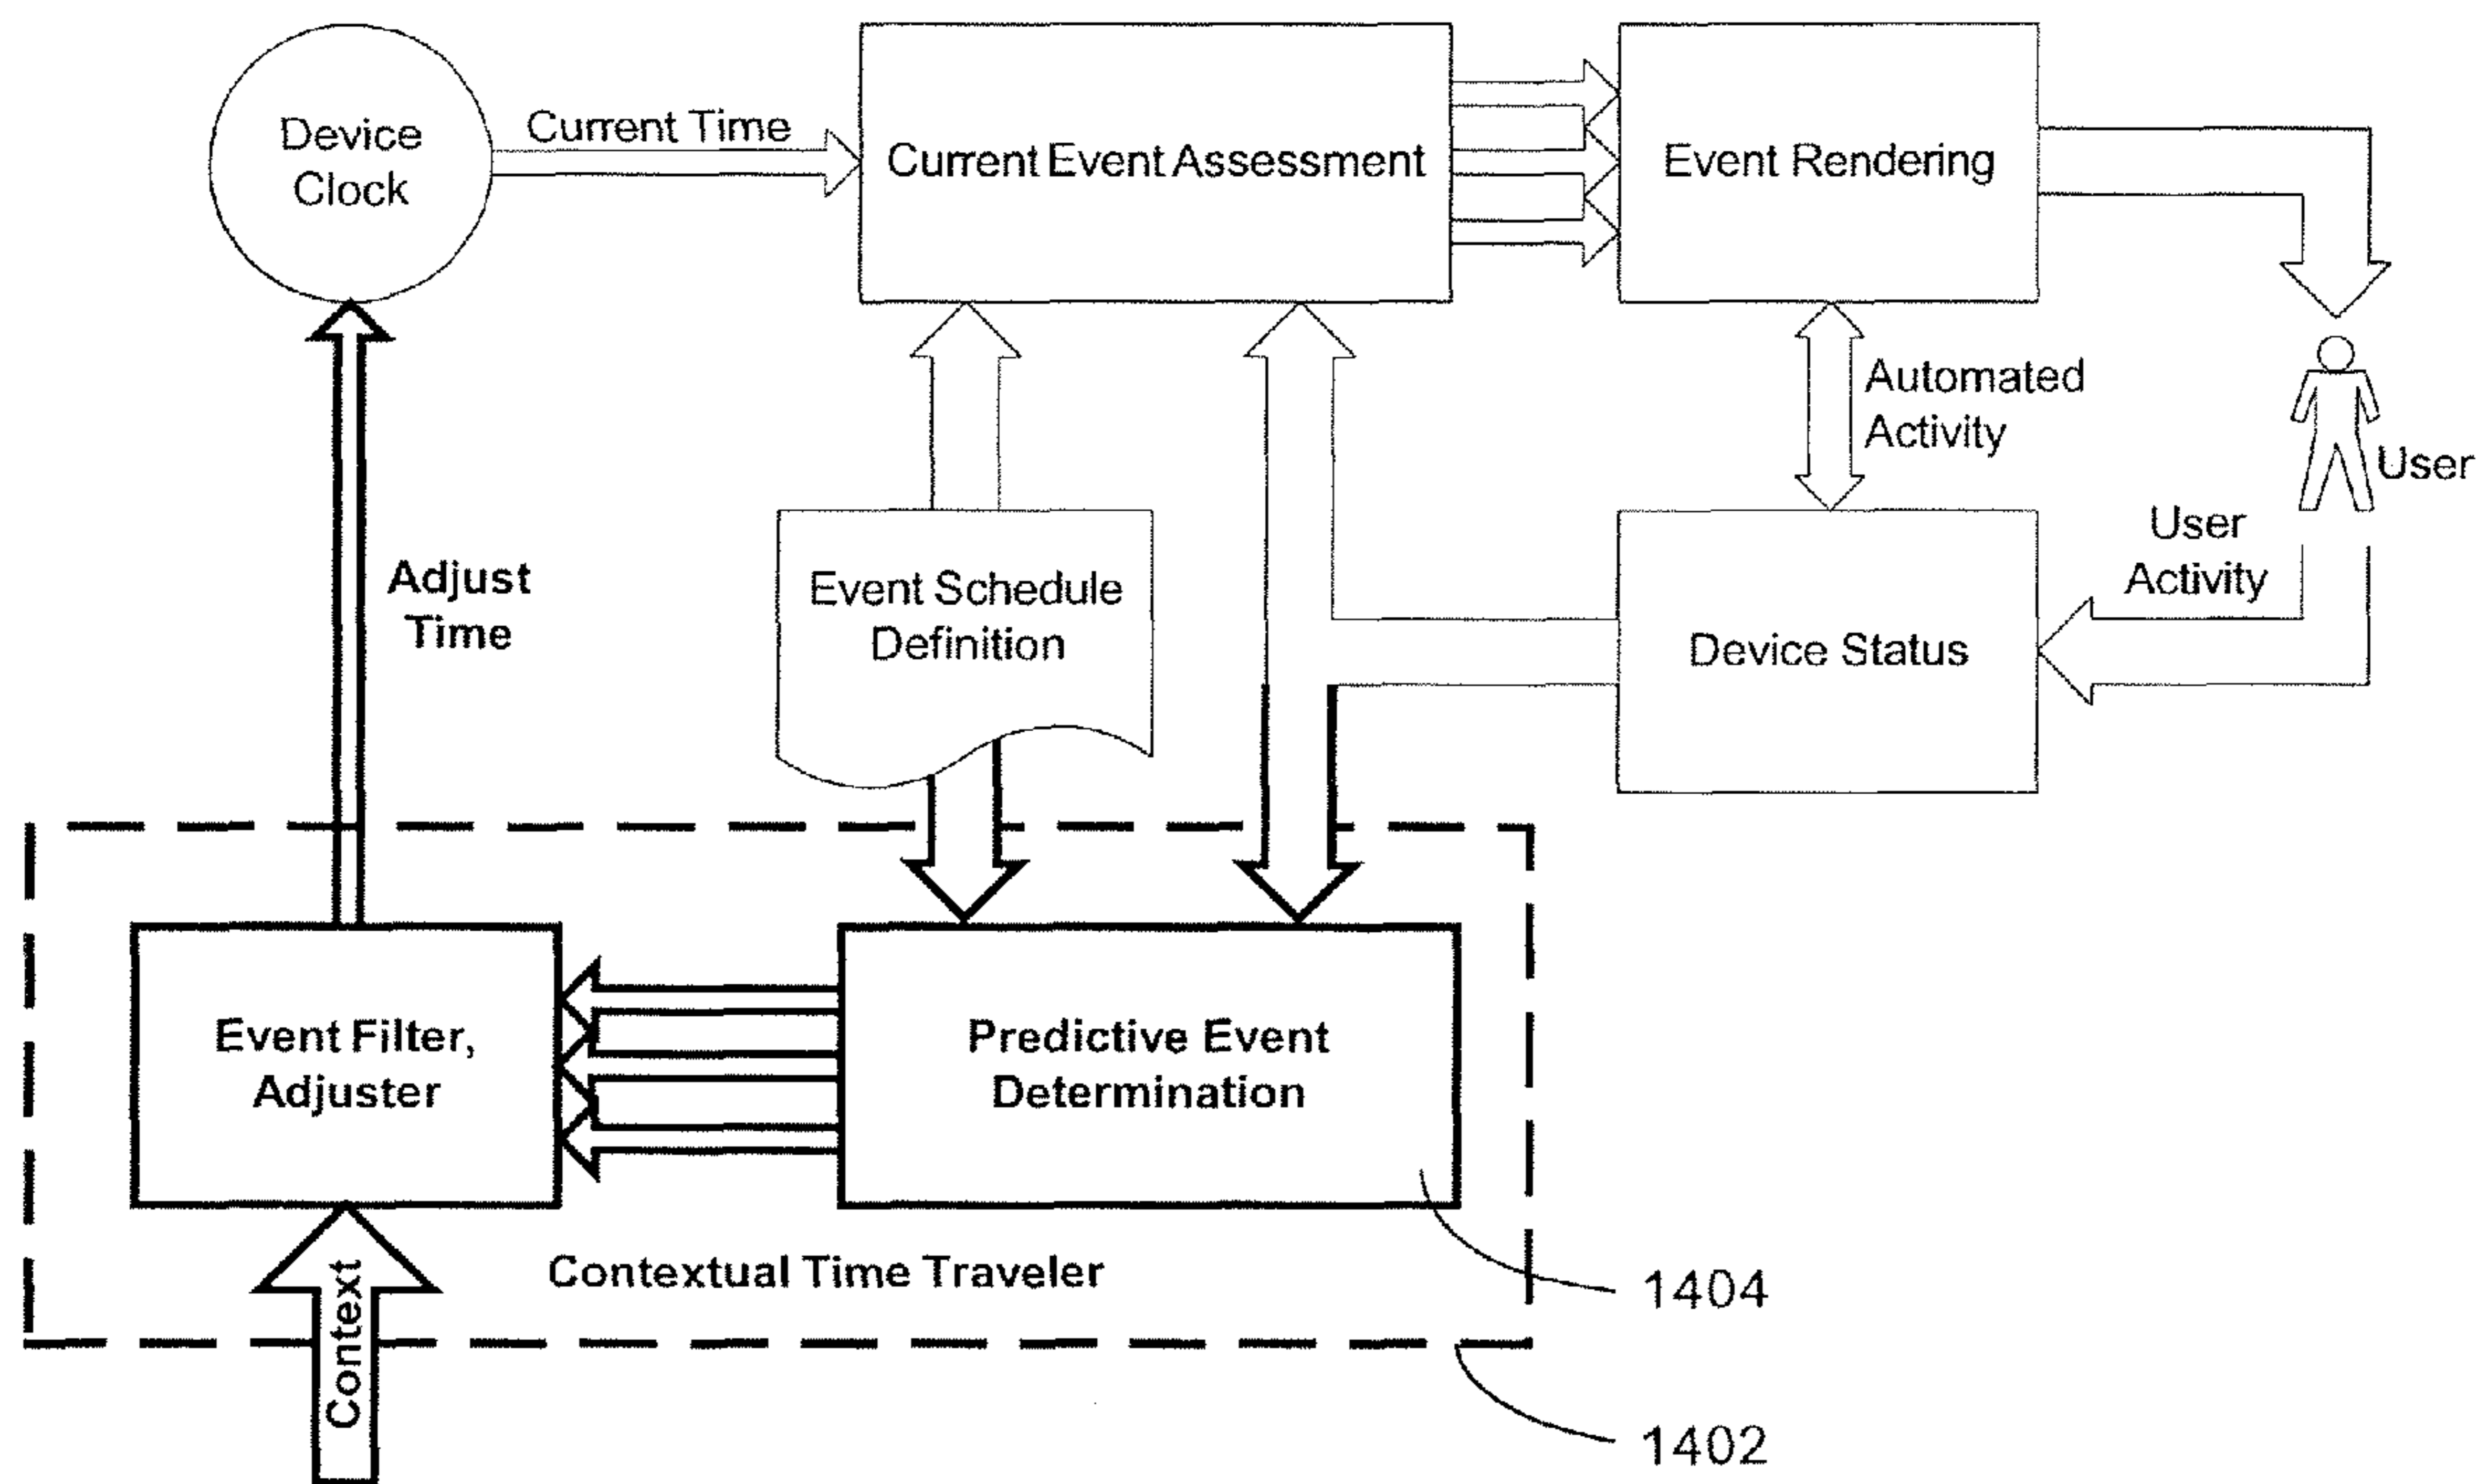 Device
Clock
Current Time
Current Event Assessment
Event Rendering
Automated
Activity
User
User
Activity
Adjust
Time
Event Schedule
Definition
Device Status
Event Filter,
Adjuster
Predictive Event
Determination
Contextual Time Traveler
Context
1404
1402